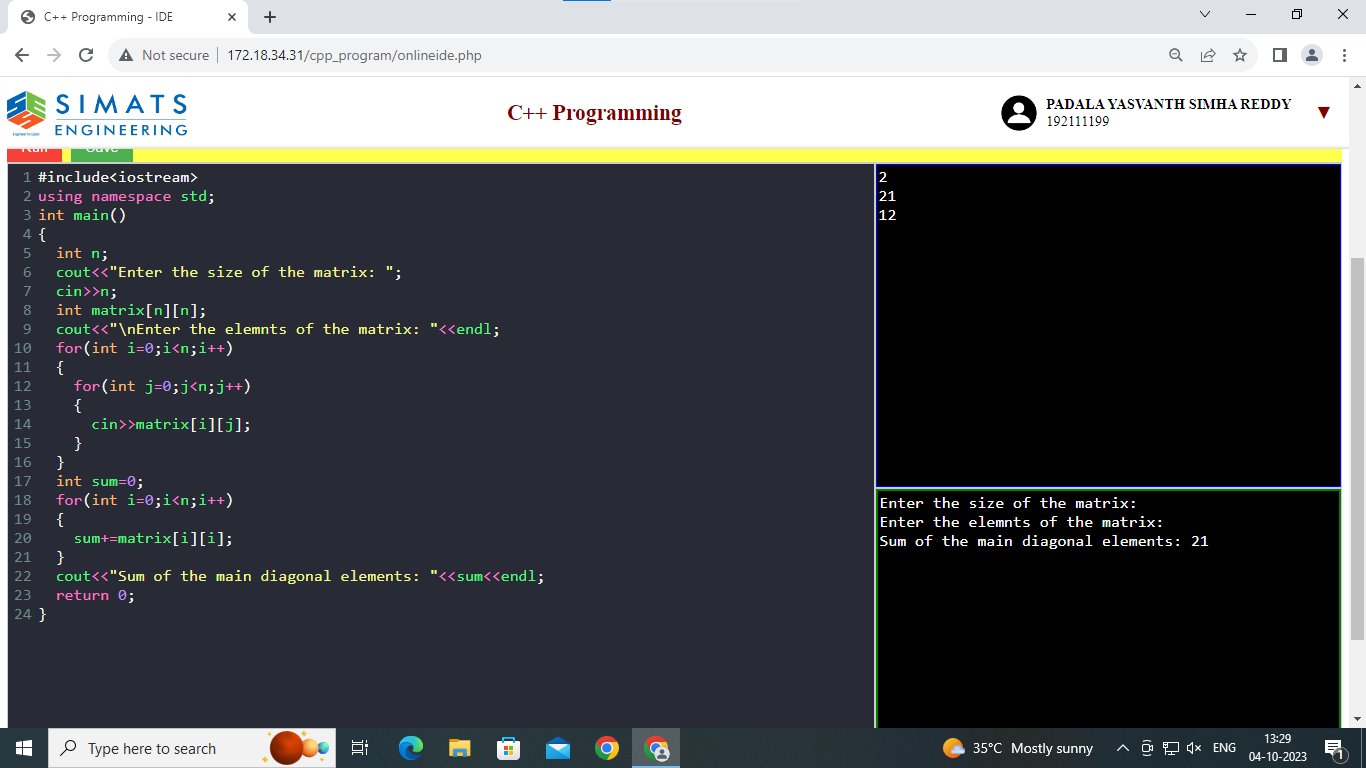 C++ Programming - IDE
Not secure 172.18.34.31/cpp_program/onlineide.php
SIMATS
ENGINEERING
C++ Programming
PADALA YASVANTH SIMHA REDDY
192111199
Run Save
1 #include<iostream>
2 using namespace std;
3 int main()
4 {
5 int n;
6 cout<<"Enter the size of the matrix: ";
7 cin>>n;
8 int matrix[n][n];
9 cout<<"\nEnter the elemnts of the matrix: "<<endl;
10 for(int i=0;i<n;i++)
11 {
12 for(int j=0;j<n;j++)
13 {
14 cin>>matrix[i][j];
15 }
16 }
17 int sum=0;
18 for(int i=0;i<n;i++)
19 {
20 sum+=matrix[i][i];
21 }
22 cout<<"Sum of the main diagonal elements: "<<sum<<endl;
23 return 0;
24 }
2
21
12
Enter the size of the matrix:
Enter the elemnts of the matrix:
Sum of the main diagonal elements: 21
Type here to search
35°C Mostly sunny
ENG
13:29
04-10-2023
1